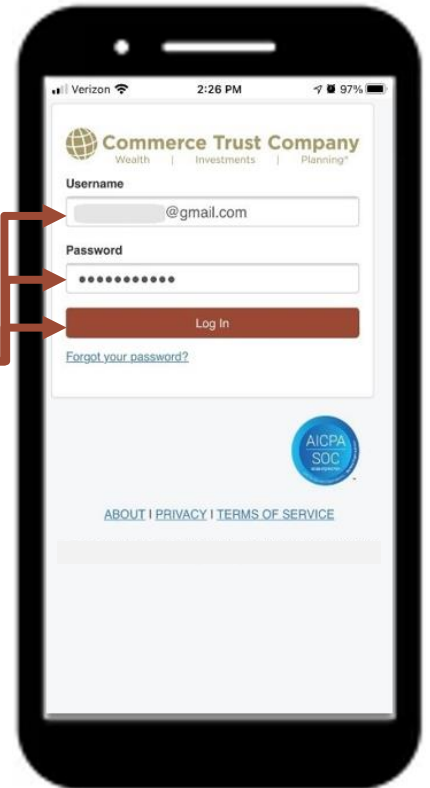 Verizon 2:26 PM 97%
Commerce Trust Company
Wealth | Investments | Planning®
Username
@gmail.com
Password
•••••••••••
Log In
Forgot your password?
AICPA
SOC
ABOUT | PRIVACY | TERMS OF SERVICE